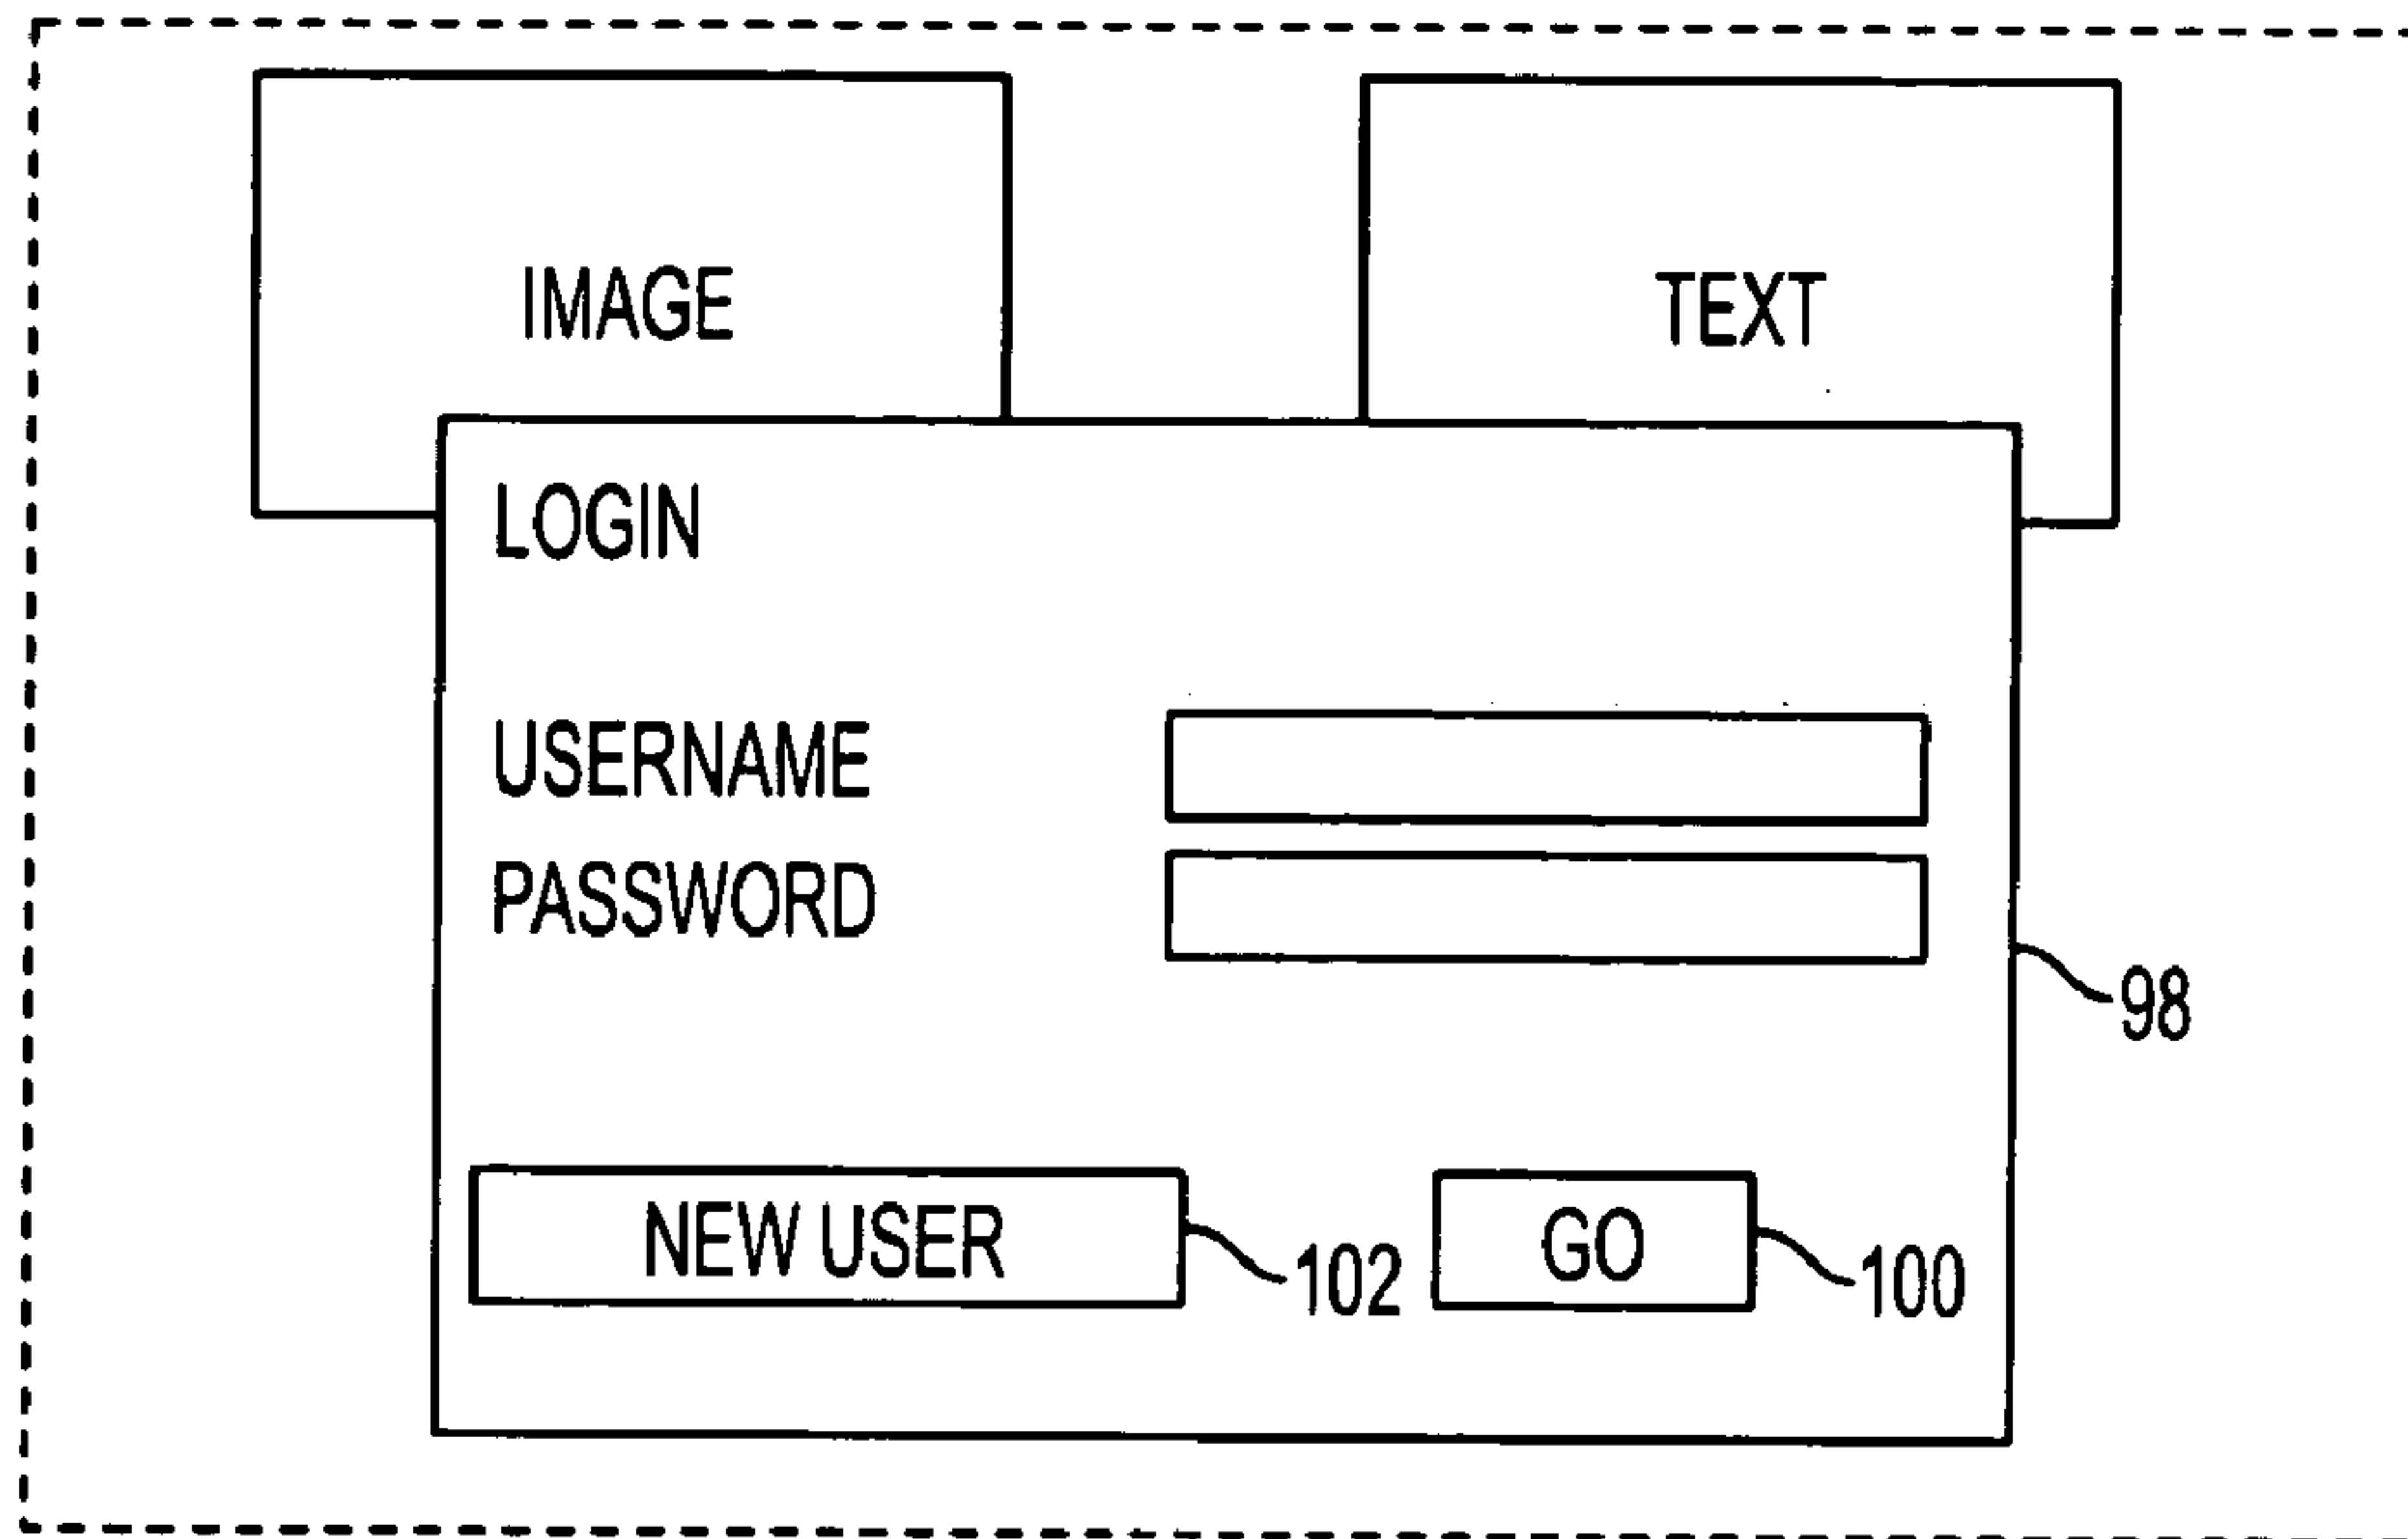 IMAGE
TEXT
LOGIN
USERNAME
PASSWORD
98
NEW USER
102
GO
100